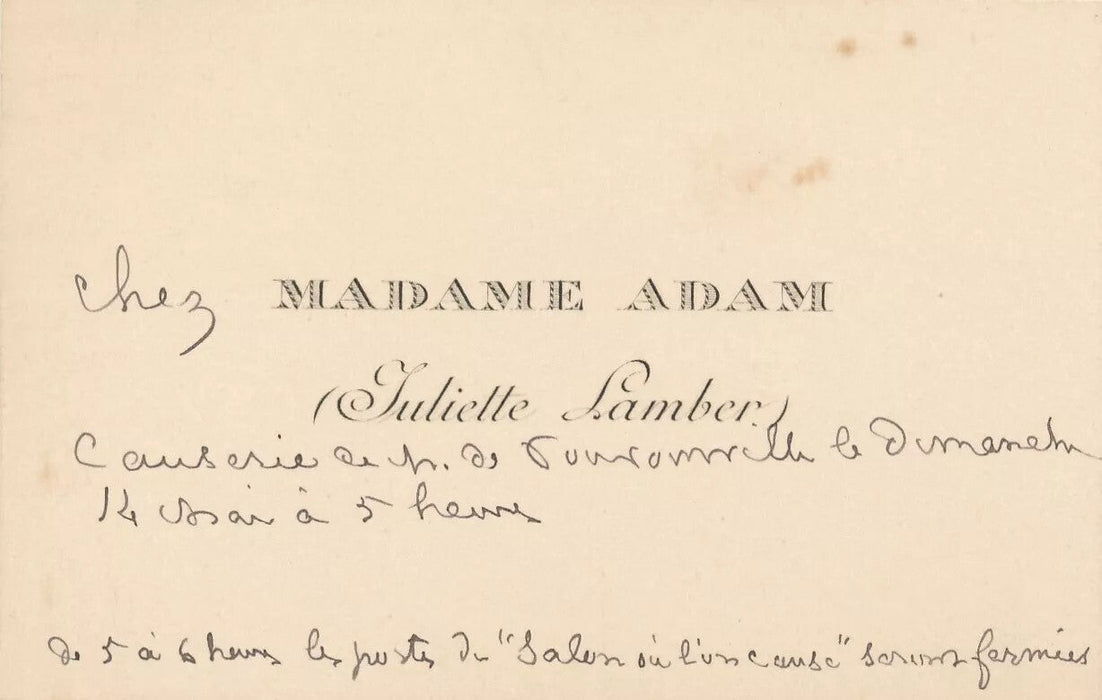 chez MADAME ADAM
(Juliette Lamber)
Causerie de M. de le Dimanche
14 Mai à 5 heures
de 5 à 6 heures les portes du "Salon où l'on cause" seront fermées